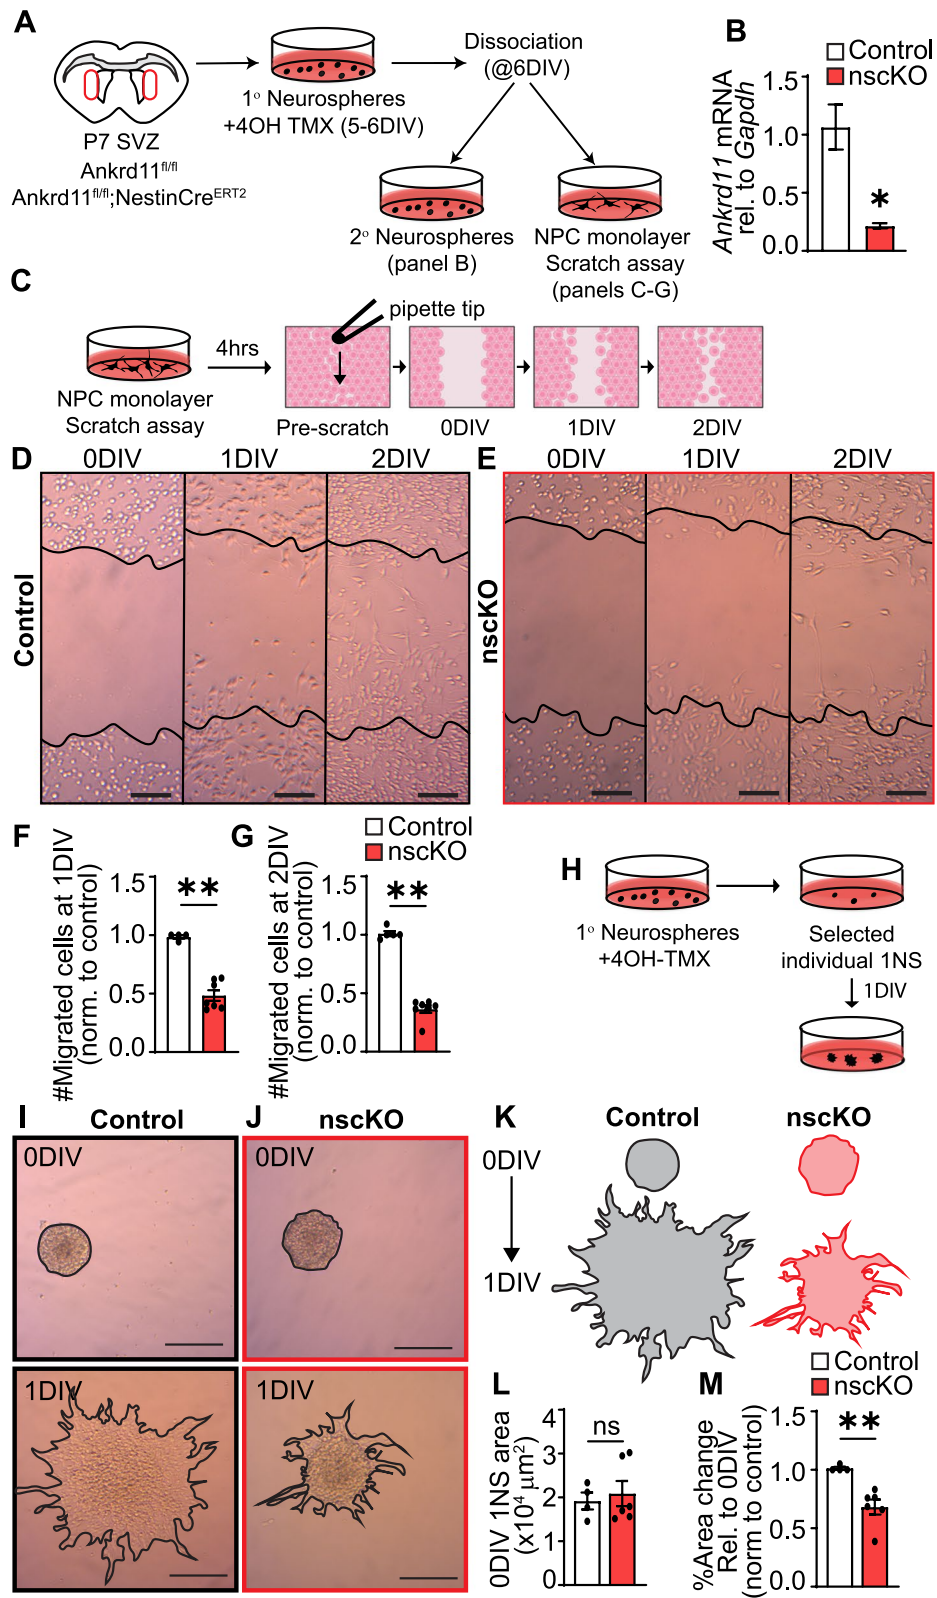 A
P7 SVZ
Ankrd11fl/fl
Ankrd11fl/fl;NestinCreERT2
1o Neurospheres
+4OH TMX (5-6DIV)
Dissociation
(@6DIV)
2o Neurospheres
(panel B)
NPC monolayer
Scratch assay
(panels C-G)
B
Control
nscKO
Ankrd11 mRNA
rel. to Gapdh
1.5
1.0
0.5
0.0
*
C
NPC monolayer
Scratch assay
4hrs
pipette tip
Pre-scratch
0DIV
1DIV
2DIV
D
0DIV
1DIV
2DIV
Control
E
0DIV
1DIV
2DIV
nscKO
F
#Migrated cells at 1DIV
(norm. to control)
1.5
1.0
0.5
0.0
**
G
Control
nscKO
#Migrated cells at 2DIV
(norm. to control)
1.5
1.0
0.5
0.0
**
H
1o Neurospheres
+4OH-TMX
Selected
individual 1NS
1DIV
I
Control
0DIV
1DIV
J
nscKO
0DIV
1DIV
K
Control
nscKO
0DIV
1DIV
L
0DIV 1NS area
(x10⁴ μm²)
4
3
2
1
0
ns
M
Control
nscKO
%Area change
Rel. to 0DIV
(norm to control)
1.5
1.0
0.5
0.0
**